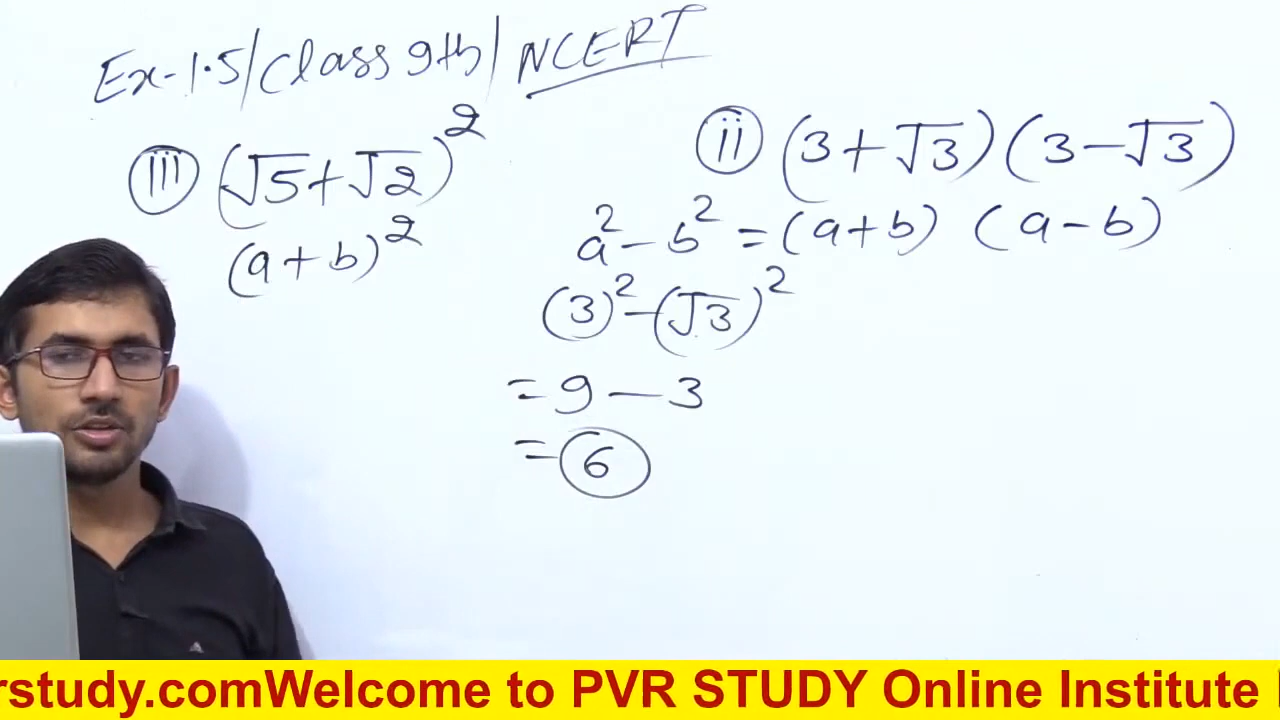 Ex-1.5/Class 9th/NCERT
(iii) (√5+√2)²
(a+b)²
(ii) (3+√3)(3-√3)
a²-b²=(a+b) (a-b)
(3)²-(√3)²
=9-3
=6
rstudy.comWelcome to PVR STUDY Online Institute